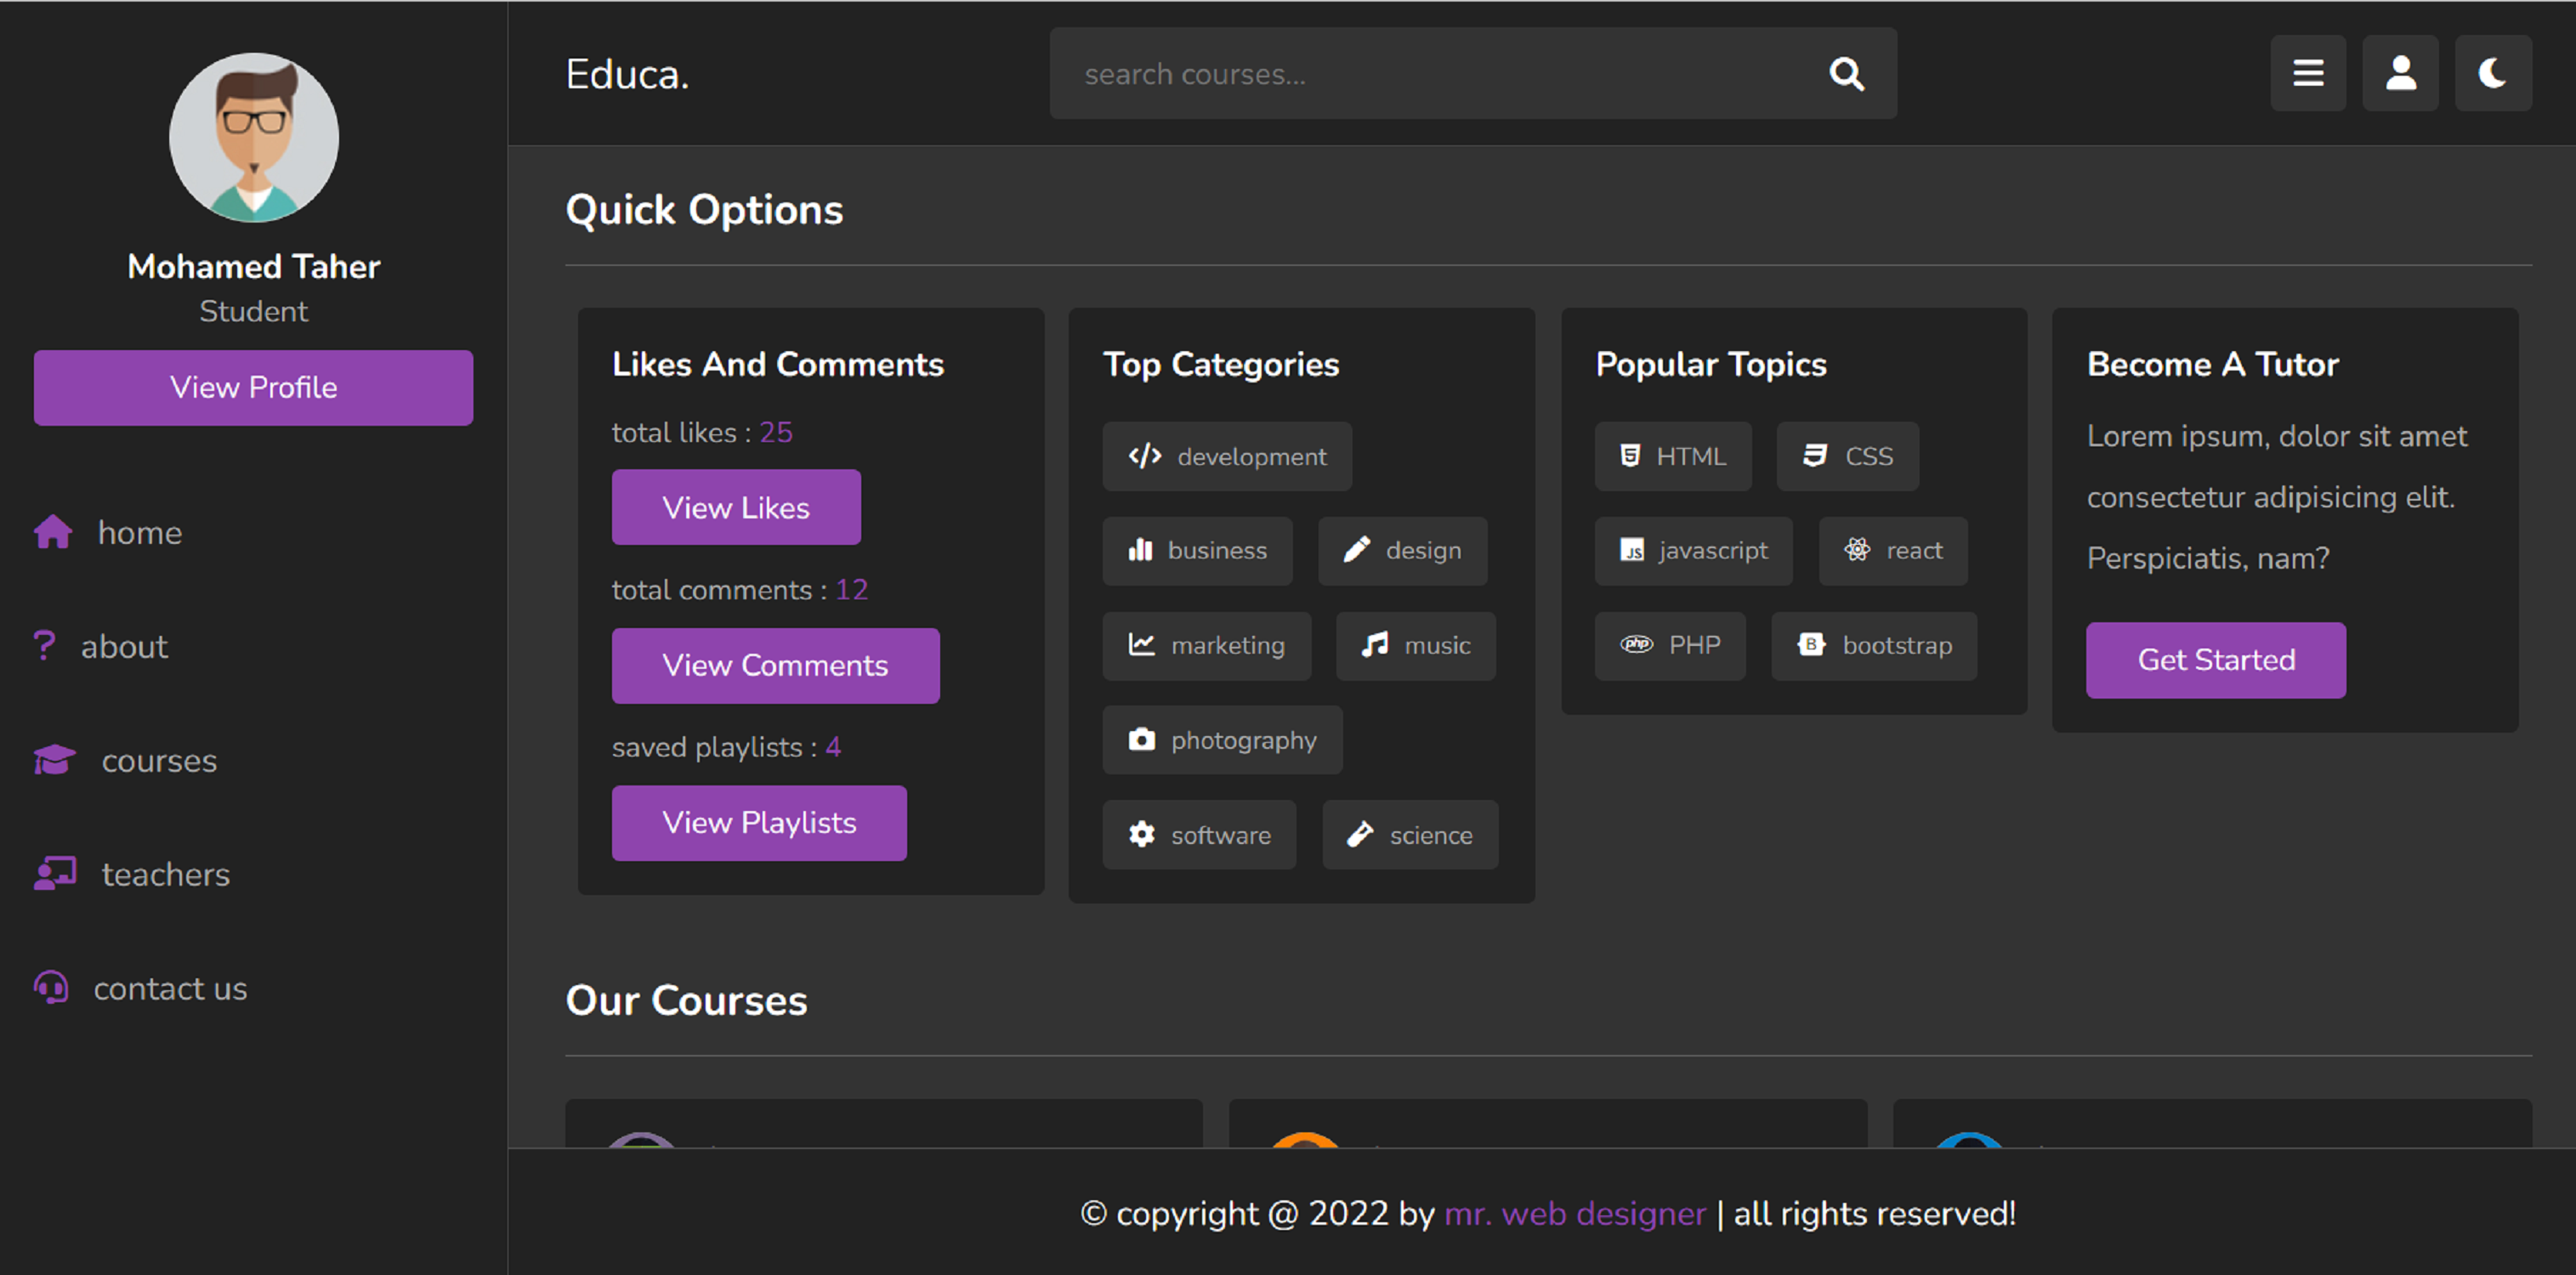 Mohamed Taher
Student
View Profile
home
about
courses
teachers
contact us
Educa.
search courses...
Quick Options
Likes And Comments
total likes : 25
View Likes
total comments : 12
View Comments
saved playlists : 4
View Playlists
Top Categories
development
business
design
marketing
music
photography
software
science
Popular Topics
HTML
CSS
javascript
react
PHP
bootstrap
Become A Tutor
Lorem ipsum, dolor sit amet
consectetur adipisicing elit.
Perspiciatis, nam?
Get Started
Our Courses
© copyright @ 2022 by mr. web designer | all rights reserved!